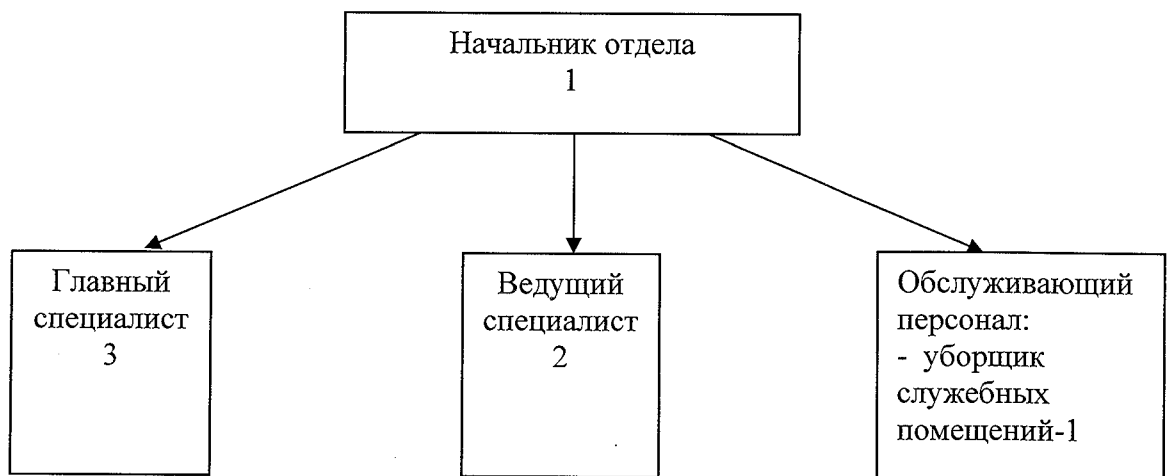 Начальник отдела
1
Главный
специалист
3
Ведущий
специалист
2
Обслуживающий
персонал:
- уборщик
служебных
помещений-1